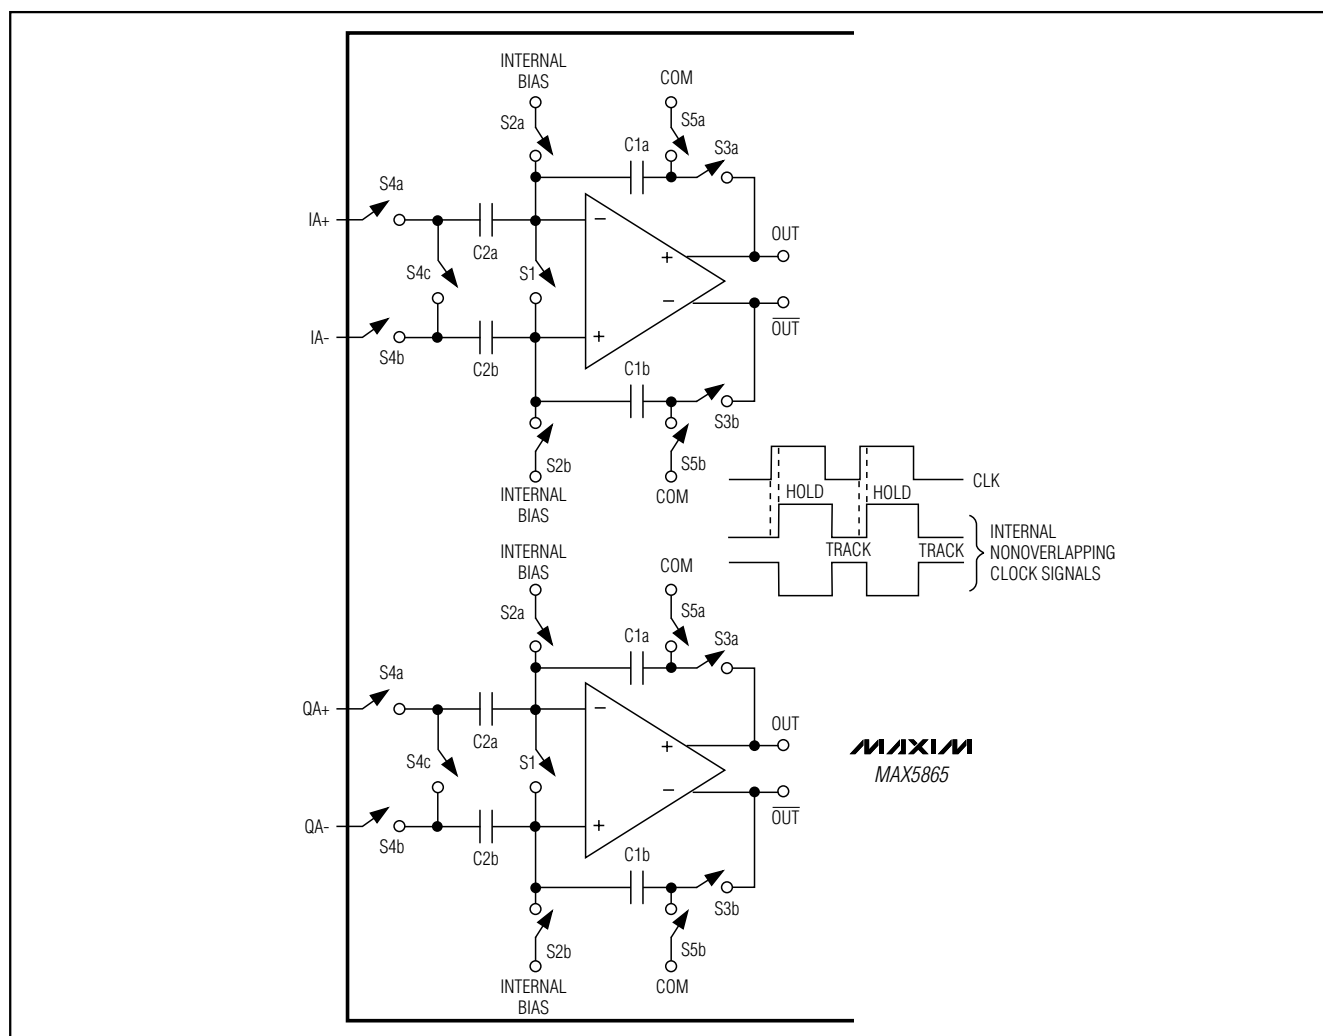 INTERNAL
BIAS
COM
S2a
S5a
C1a
S3a
S4a
IA+
C2a
OUT
S4c
S1
−
+
+
−
IA-
S4b
C2b
OUT
C1b
S3b
S2b
S5b
INTERNAL
BIAS
COM
CLK
HOLD
HOLD
TRACK
TRACK
INTERNAL
NONOVERLAPPING
CLOCK SIGNALS
INTERNAL
BIAS
COM
S2a
S5a
C1a
S3a
S4a
QA+
C2a
OUT
S4c
S1
−
+
+
−
QA-
S4b
C2b
OUT
C1b
S3b
S2b
S5b
INTERNAL
BIAS
COM
MAXIM
MAX5865